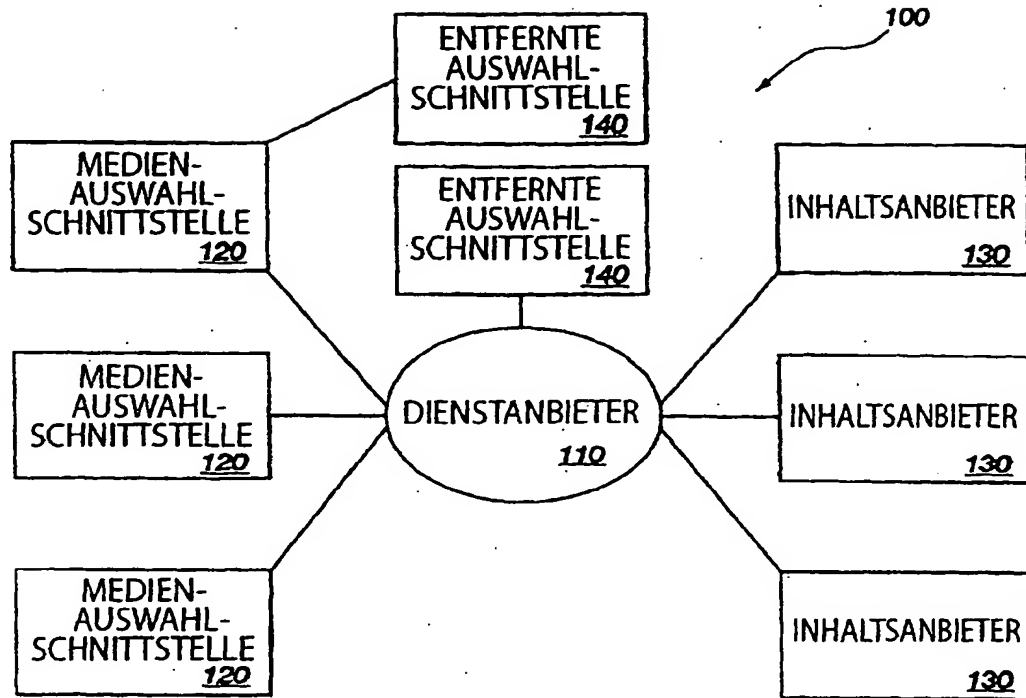 100
ENTFERNTE
AUSWAHL-
SCHNITTSTELLE
140
MEDIEN-
AUSWAHL-
SCHNITTSTELLE
120
ENTFERNTE
AUSWAHL-
SCHNITTSTELLE
140
INHALTSANBIETER
130
MEDIEN-
AUSWAHL-
SCHNITTSTELLE
120
DIENSTANBIETER
110
INHALTSANBIETER
130
MEDIEN-
AUSWAHL-
SCHNITTSTELLE
120
INHALTSANBIETER
130